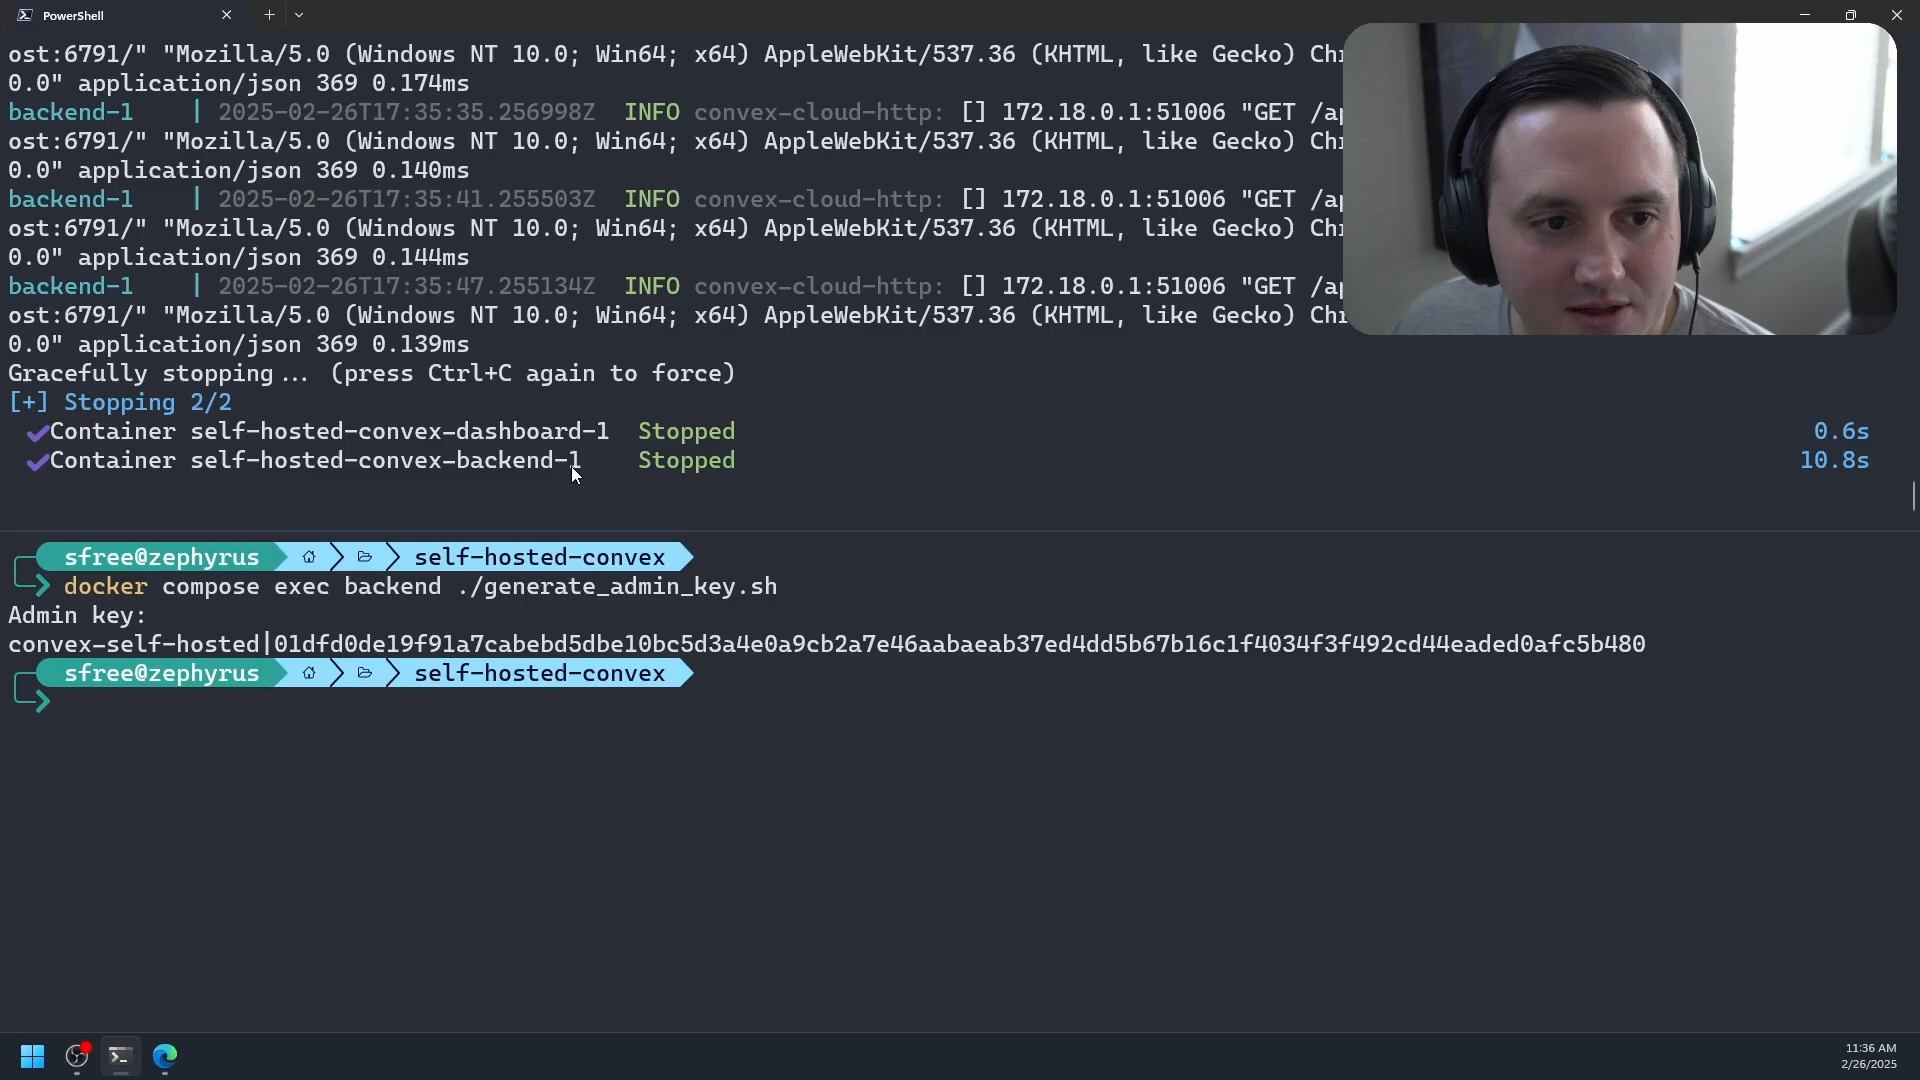 PowerShell
ost:6791/" "Mozilla/5.0 (Windows NT 10.0; Win64; x64) AppleWebKit/537.36 (KHTML, like Gecko) Chr
0.0" application/json 369 0.174ms
backend-1 | 2025-02-26T17:35:35.256998Z INFO convex-cloud-http: [] 172.18.0.1:51006 "GET /ap
ost:6791/" "Mozilla/5.0 (Windows NT 10.0; Win64; x64) AppleWebKit/537.36 (KHTML, like Gecko) Chr
0.0" application/json 369 0.140ms
backend-1 | 2025-02-26T17:35:41.255503Z INFO convex-cloud-http: [] 172.18.0.1:51006 "GET /ap
ost:6791/" "Mozilla/5.0 (Windows NT 10.0; Win64; x64) AppleWebKit/537.36 (KHTML, like Gecko) Chr
0.0" application/json 369 0.144ms
backend-1 | 2025-02-26T17:35:47.255134Z INFO convex-cloud-http: [] 172.18.0.1:51006 "GET /ap
ost:6791/" "Mozilla/5.0 (Windows NT 10.0; Win64; x64) AppleWebKit/537.36 (KHTML, like Gecko) Chr
0.0" application/json 369 0.139ms
Gracefully stopping... (press Ctrl+C again to force)
[+] Stopping 2/2
✔Container self-hosted-convex-dashboard-1 Stopped 0.6s
✔Container self-hosted-convex-backend-1 Stopped 10.8s
sfree@zephyrus self-hosted-convex
docker compose exec backend ./generate_admin_key.sh
Admin key:
convex-self-hosted|01dfd0de19f91a7cabebd5dbe10bc5d3a4e0a9cb2a7e46aabaeab37ed4dd5b67b16c1f4034f3f492cd44eaded0afc5b480
sfree@zephyrus self-hosted-convex
11:36 AM
2/26/2025